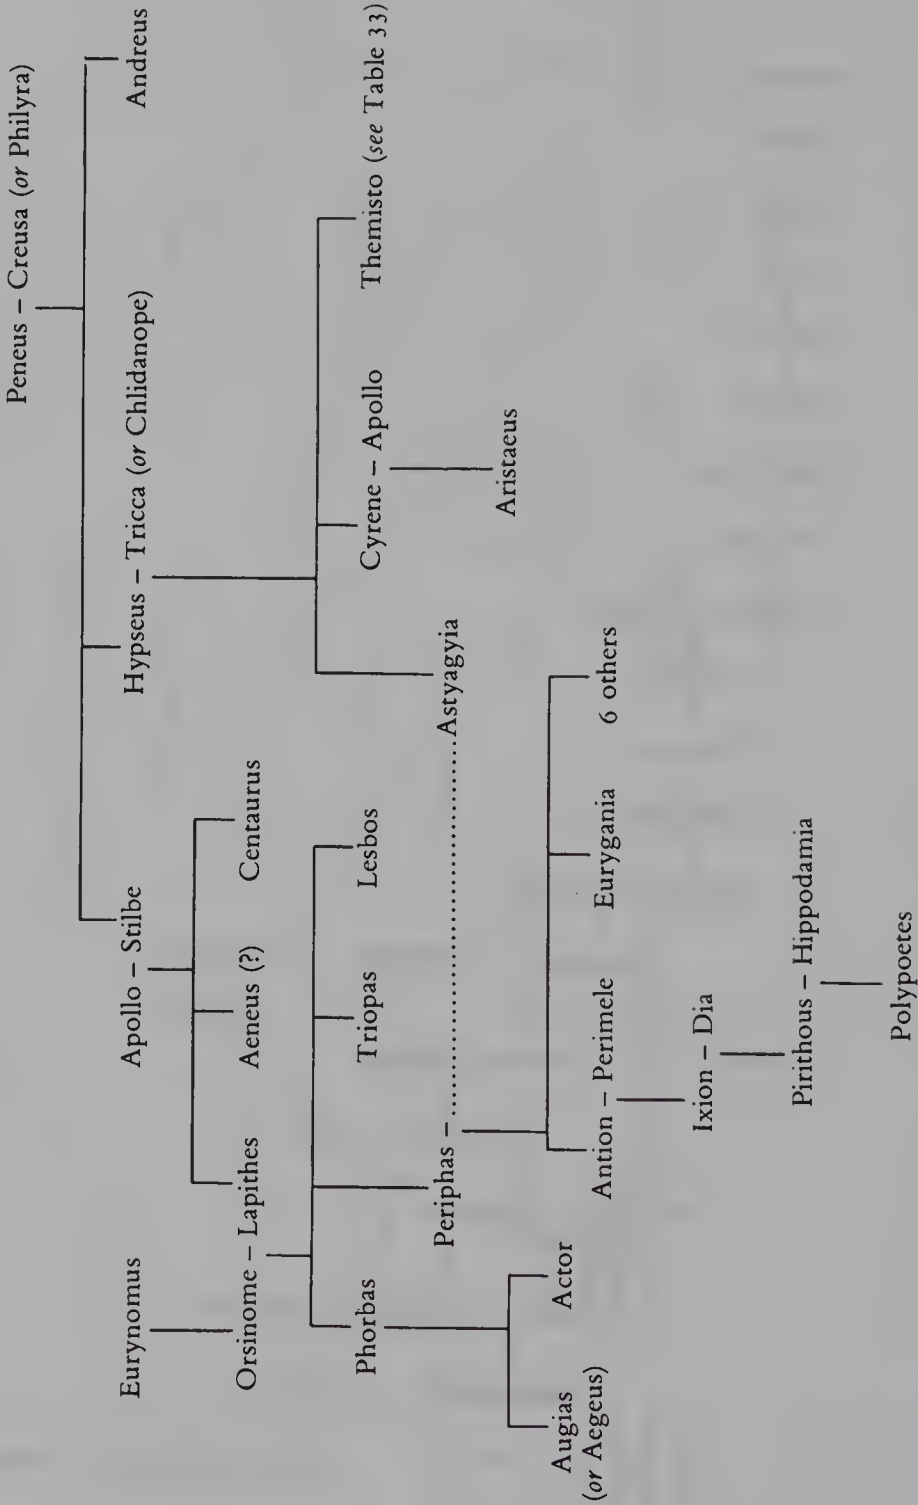 Peneus – Creusa (or Philyra)
Apollo – Stilbe
Hypseus – Tricca (or Chlidanope)
Andreus
Eurynomus
Lapithes
Aeneus (?)
Centaurus
Orsinome –
Phorbas
Triopas
Lesbos
Cyrene – Apollo
Themisto (see Table 33)
Periphas – ........ Astyagyia
Aristaeus
Augias
(or Aegeus)
Actor
Antion – Perimele
Eurygania
6 others
Ixion – Dia
Pirithous – Hippodamia
Polypoetes